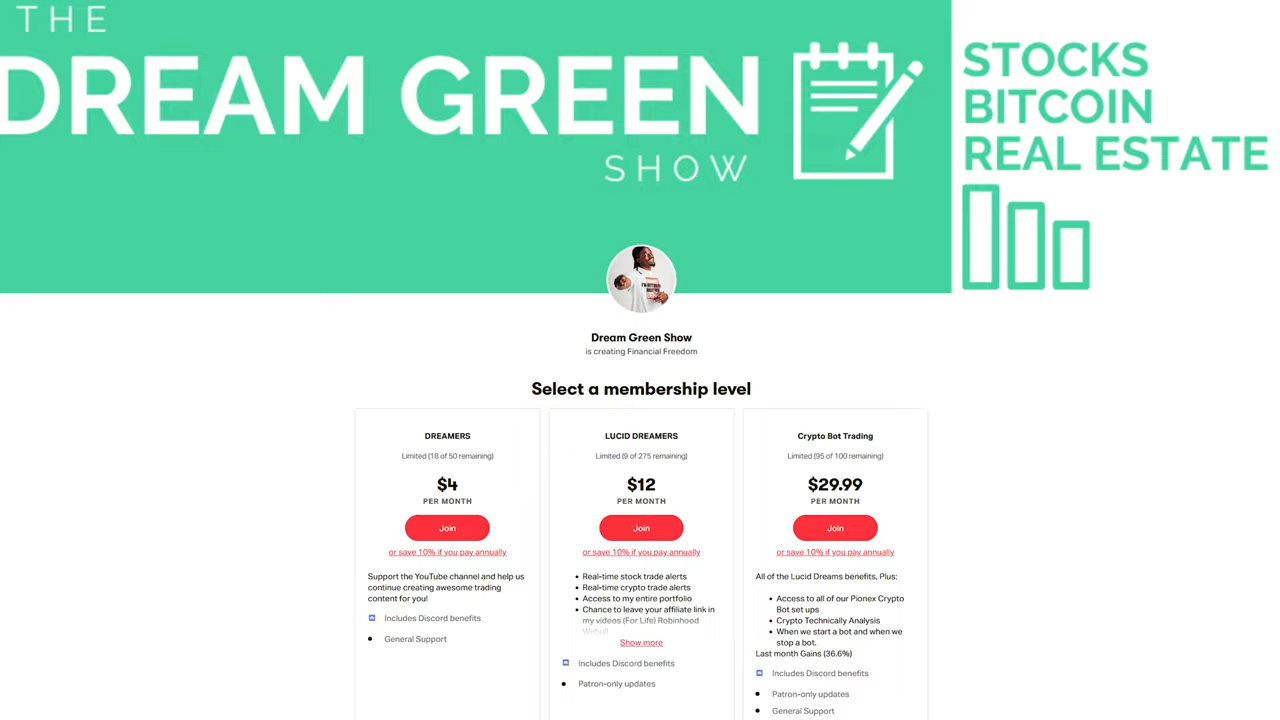 THE
DREAM GREEN
SHOW
STOCKS
BITCOIN
REAL ESTATE
Dream Green Show
is creating Financial Freedom
Select a membership level
DREAMERS
Limited (18 of 50 remaining)
$4
PER MONTH
Join
or save 10% if you pay annually
Support the YouTube channel and help us
continue creating awesome trading
content for you!
Includes Discord benefits
General Support
LUCID DREAMERS
Limited (9 of 275 remaining)
$12
PER MONTH
Join
or save 10% if you pay annually
Real-time stock trade alerts
Real-time crypto trade alerts
Access to my entire portfolio
Chance to leave your affiliate link in
my videos (For Life) Robinhood
Webull
Show more
Includes Discord benefits
Patron-only updates
Crypto Bot Trading
Limited (95 of 100 remaining)
$29.99
PER MONTH
Join
or save 10% if you pay annually
All of the Lucid Dreams benefits, Plus:
Access to all of our Pionex Crypto
Bot set ups
Crypto Technically Analysis
When we start a bot and when we
stop a bot.
Last month Gains (36.6%)
Includes Discord benefits
Patron-only updates
General Support